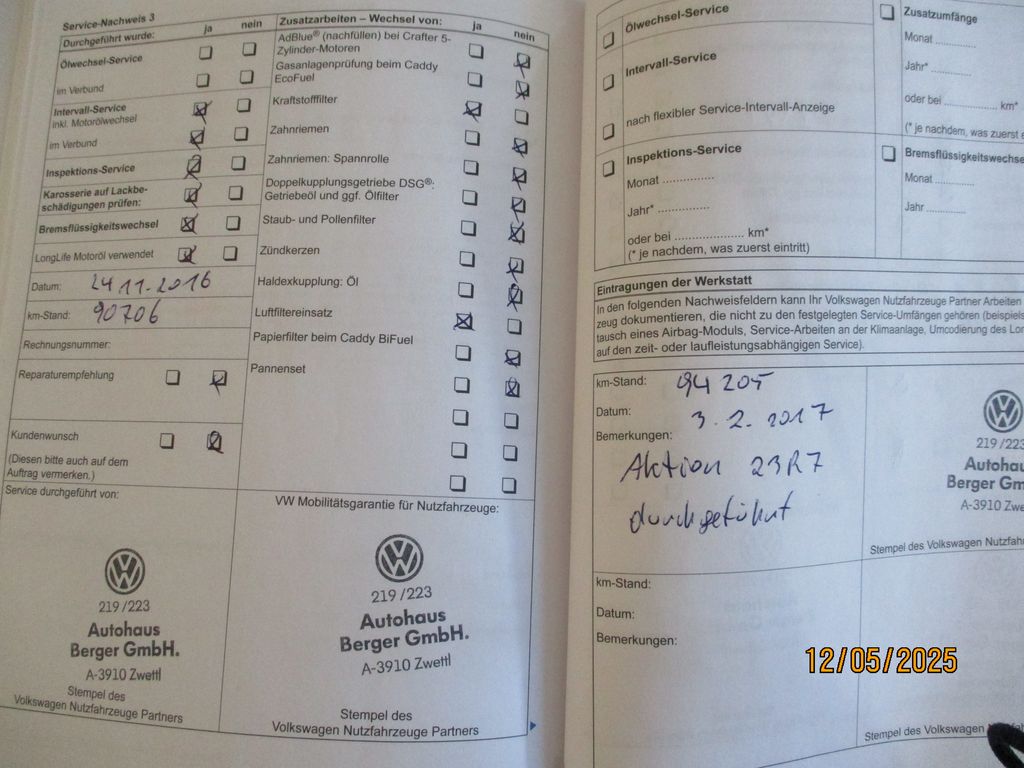 Service-Nachweis 3
Durchgeführt wurde: ja nein
Ölwechsel-Service
im Verbund
Intervall-Service
inkl. Motorölwechsel
im Verbund
Inspektions-Service
Karosserie auf Lackbe-
schädigungen prüfen:
Bremsflüssigkeitswechsel
LongLife Motoröl verwendet
Datum: 24.11.2016
km-Stand: 90706
Rechnungsnummer:
Reparaturempfehlung
Kundenwunsch
(Diesen bitte auch auf dem
Auftrag vermerken.)
Service durchgeführt von:
219/223
Autohaus
Berger GmbH.
A-3910 Zwettl
Stempel des
Volkswagen Nutzfahrzeuge Partners
Zusatzarbeiten – Wechsel von: ja nein
AdBlue® (nachfüllen) bei Crafter 5-
Zylinder-Motoren
Gasanlagenprüfung beim Caddy
EcoFuel
Kraftstofffilter
Zahnriemen
Zahnriemen: Spannrolle
Doppelkupplungsgetriebe DSG®:
Getriebeöl und ggf. Ölfilter
Staub- und Pollenfilter
Zündkerzen
Haldexkupplung: Öl
Luftfiltereinsatz
Papierfilter beim Caddy BiFuel
Pannenset
VW Mobilitätsgarantie für Nutzfahrzeuge:
219/223
Autohaus
Berger GmbH.
A-3910 Zwettl
Stempel des
Volkswagen Nutzfahrzeuge Partners
Ölwechsel-Service
Intervall-Service
nach flexibler Service-Intervall-Anzeige
Inspektions-Service
Monat ...............
Jahr* ...............
oder bei .................... km*
(* je nachdem, was zuerst eintritt)
Zusatzumfänge
Monat ............
Jahr* ............
oder bei ................ km*
(* je nachdem, was zuerst e
Bremsflüssigkeitswechse
Monat ............
Jahr ............
Eintragungen der Werkstatt
In den folgenden Nachweisfeldern kann Ihr Volkswagen Nutzfahrzeuge Partner Arbeiten
zeug dokumentieren, die nicht zu den festgelegten Service-Umfängen gehören (beispiels
tausch eines Airbag-Moduls, Service-Arbeiten an der Klimaanlage, Umcodierung des Lo
auf den zeit- oder laufleistungsabhängigen Service).
km-Stand: 94 205
Datum: 3.2.2017
Bemerkungen:
Aktion 23R7
durchgeführt
219/223
Autohau
Berger Gm
A-3910 Zwe
Stempel des Volkswagen Nutzfahr
km-Stand:
Datum:
Bemerkungen:
Stempel des Volkswagen
12/05/2025